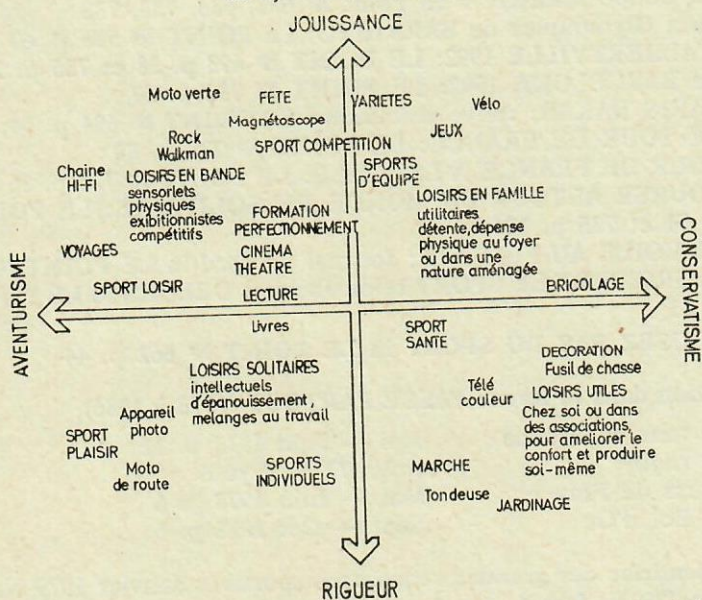 JOUISSANCE
Moto verte
FETE
VARIETES
Vélo
Magnétoscope
JEUX
Rock
Walkman
SPORT COMPETITION
Chaine
HI-FI
LOISIRS EN BANDE
sensorlets
physiques
exibitionnistes
compétitifs
SPORTS
D'EQUIPE
LOISIRS EN FAMILLE
utilitaires
détente, dépense
physique au foyer
ou dans une
nature aménagée
FORMATION
PERFECTIONNEMENT
VOYAGES
CINEMA
THEATRE
SPORT LOISIR
LECTURE
BRICOLAGE
AVENTURISME
CONSERVATISME
Livres
SPORT
SANTE
LOISIRS SOLITAIRES
intellectuels
d'épanouissement,
melanges au travail
DECORATION
Fusil de chasse
Télé
couleur
LOISIRS UTILES
Chez soi ou dans
des associations,
pour ameliorer le
confort et produire
soi-même
Appareil
photo
SPORT
PLAISIR
Moto
de route
SPORTS
INDIVIDUELS
MARCHE
Tondeuse
JARDINAGE
RIGUEUR